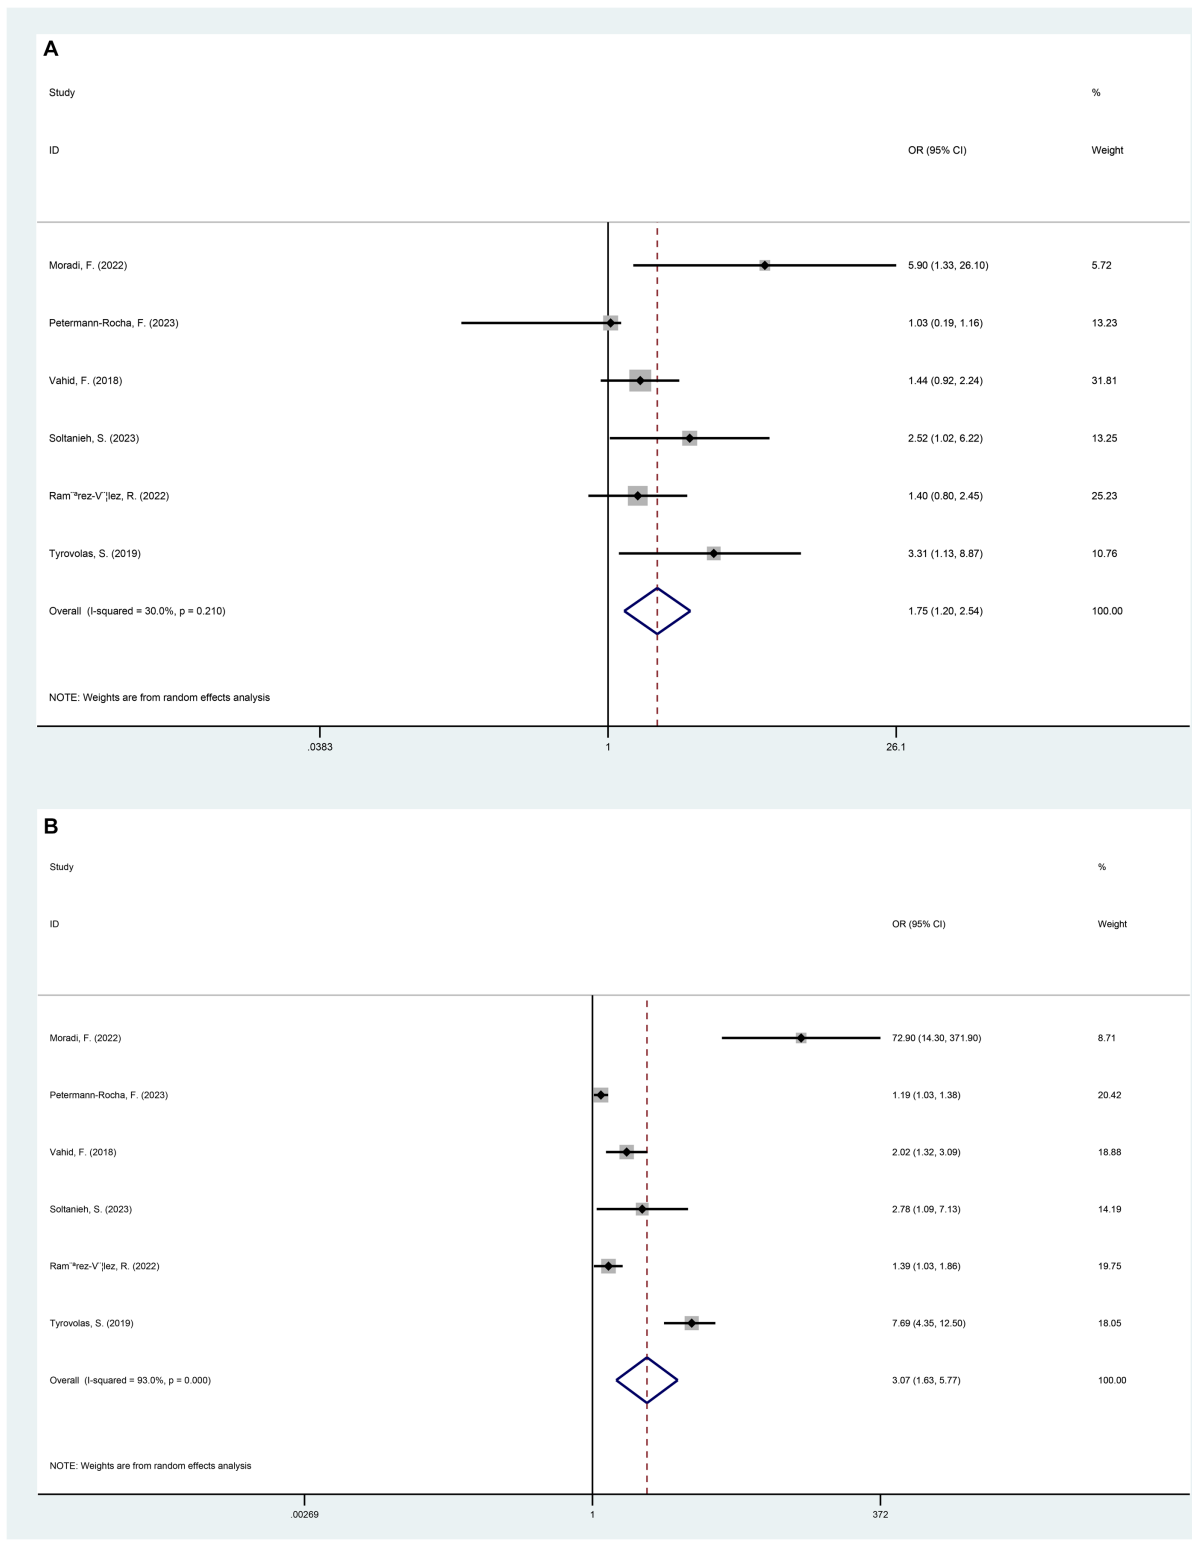 A
Study %
ID OR (95% CI) Weight
Moradi, F. (2022) 5.90 (1.33, 26.10) 5.72
Petermann-Rocha, F. (2023) 1.03 (0.19, 1.16) 13.23
Vahid, F. (2018) 1.44 (0.92, 2.24) 31.81
Soltanieh, S. (2023) 2.52 (1.02, 6.22) 13.25
Ram¨ªrez-V¨¦lez, R. (2022) 1.40 (0.80, 2.45) 25.23
Tyrovolas, S. (2019) 3.31 (1.13, 8.87) 10.76
Overall (I-squared = 30.0%, p = 0.210) 1.75 (1.20, 2.54) 100.00
NOTE: Weights are from random effects analysis
.0383 1 26.1
B
Study %
ID OR (95% CI) Weight
Moradi, F. (2022) 72.90 (14.30, 371.90) 8.71
Petermann-Rocha, F. (2023) 1.19 (1.03, 1.38) 20.42
Vahid, F. (2018) 2.02 (1.32, 3.09) 18.88
Soltanieh, S. (2023) 2.78 (1.09, 7.13) 14.19
Ram¨ªrez-V¨¦lez, R. (2022) 1.39 (1.03, 1.86) 19.75
Tyrovolas, S. (2019) 7.69 (4.35, 12.50) 18.05
Overall (I-squared = 93.0%, p = 0.000) 3.07 (1.63, 5.77) 100.00
NOTE: Weights are from random effects analysis
.00269 1 372